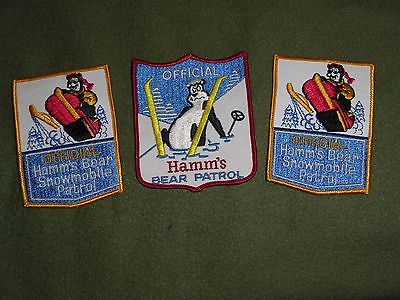 OFFICIAL
Hamm's Bear
Snowmobile
Patrol
OFFICIAL
Hamm's
BEAR PATROL
OFFICIAL
Hamm's Bear
Snowmobile
Patrol